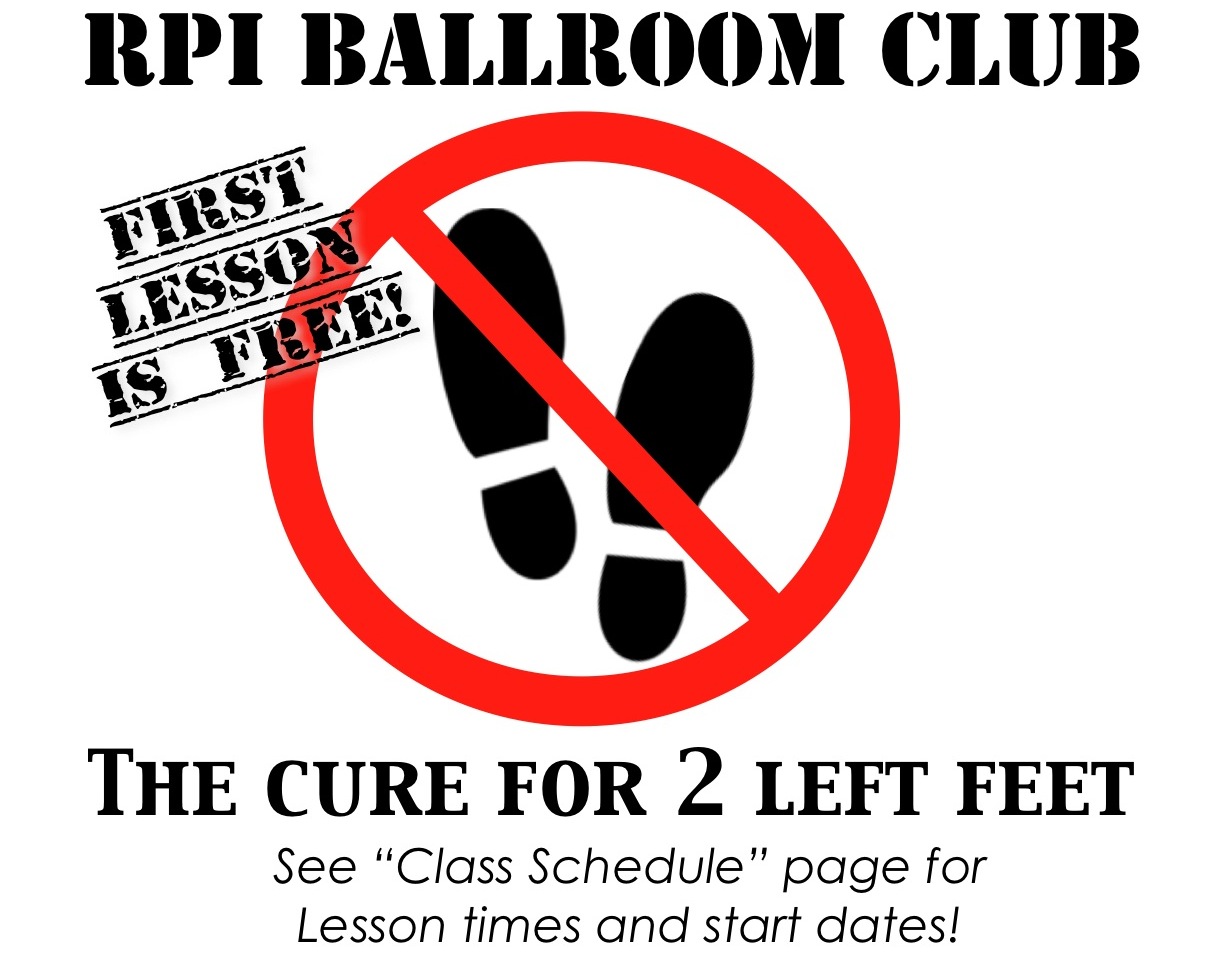 RPI BALLROOM CLUB
FIRST
LESSON
IS FREE!
THE CURE FOR 2 LEFT FEET
See “Class Schedule” page for
Lesson times and start dates!